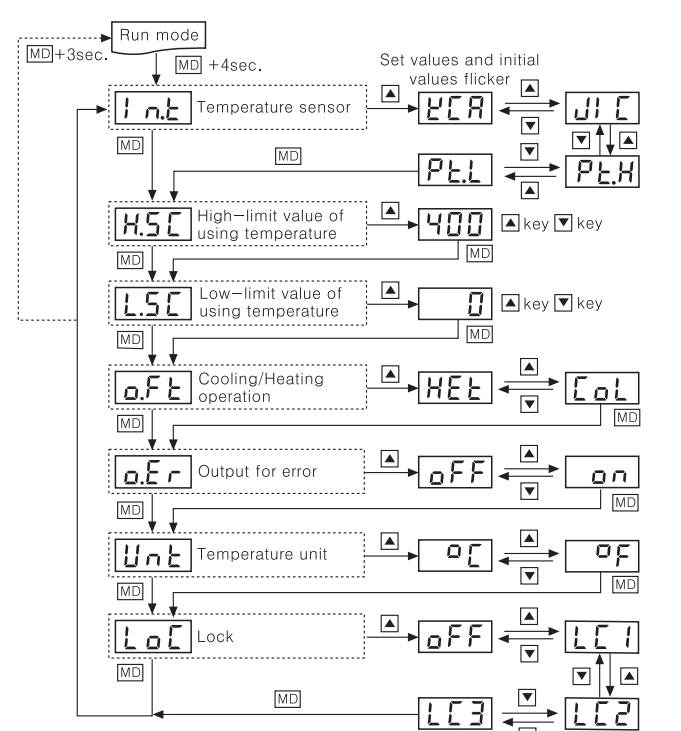 Run mode
MD +3sec.
MD +4sec.
Set values and initial
values flicker
I n.t Temperature sensor ▲ KCA ▲ ▼ JI C
MD
MD
▼ ▲
Pt.L ▼ ▲ Pt.H
H.SC High-limit value of
using temperature ▲ 400 ▲ key ▼ key
MD
MD
L.SC Low-limit value of
using temperature ▲ 0 ▲ key ▼ key
MD
MD
o.Ft Cooling/Heating
operation ▲ HEt ▲ ▼ CoL
MD
MD
o.Er Output for error ▲ oFF ▲ ▼ on
MD
MD
Unt Temperature unit ▲ °C ▲ ▼ °F
MD
MD
LoC Lock ▲ oFF ▲ ▼ LC1
MD
▼ ▲
MD
LC3 ▼ LC2